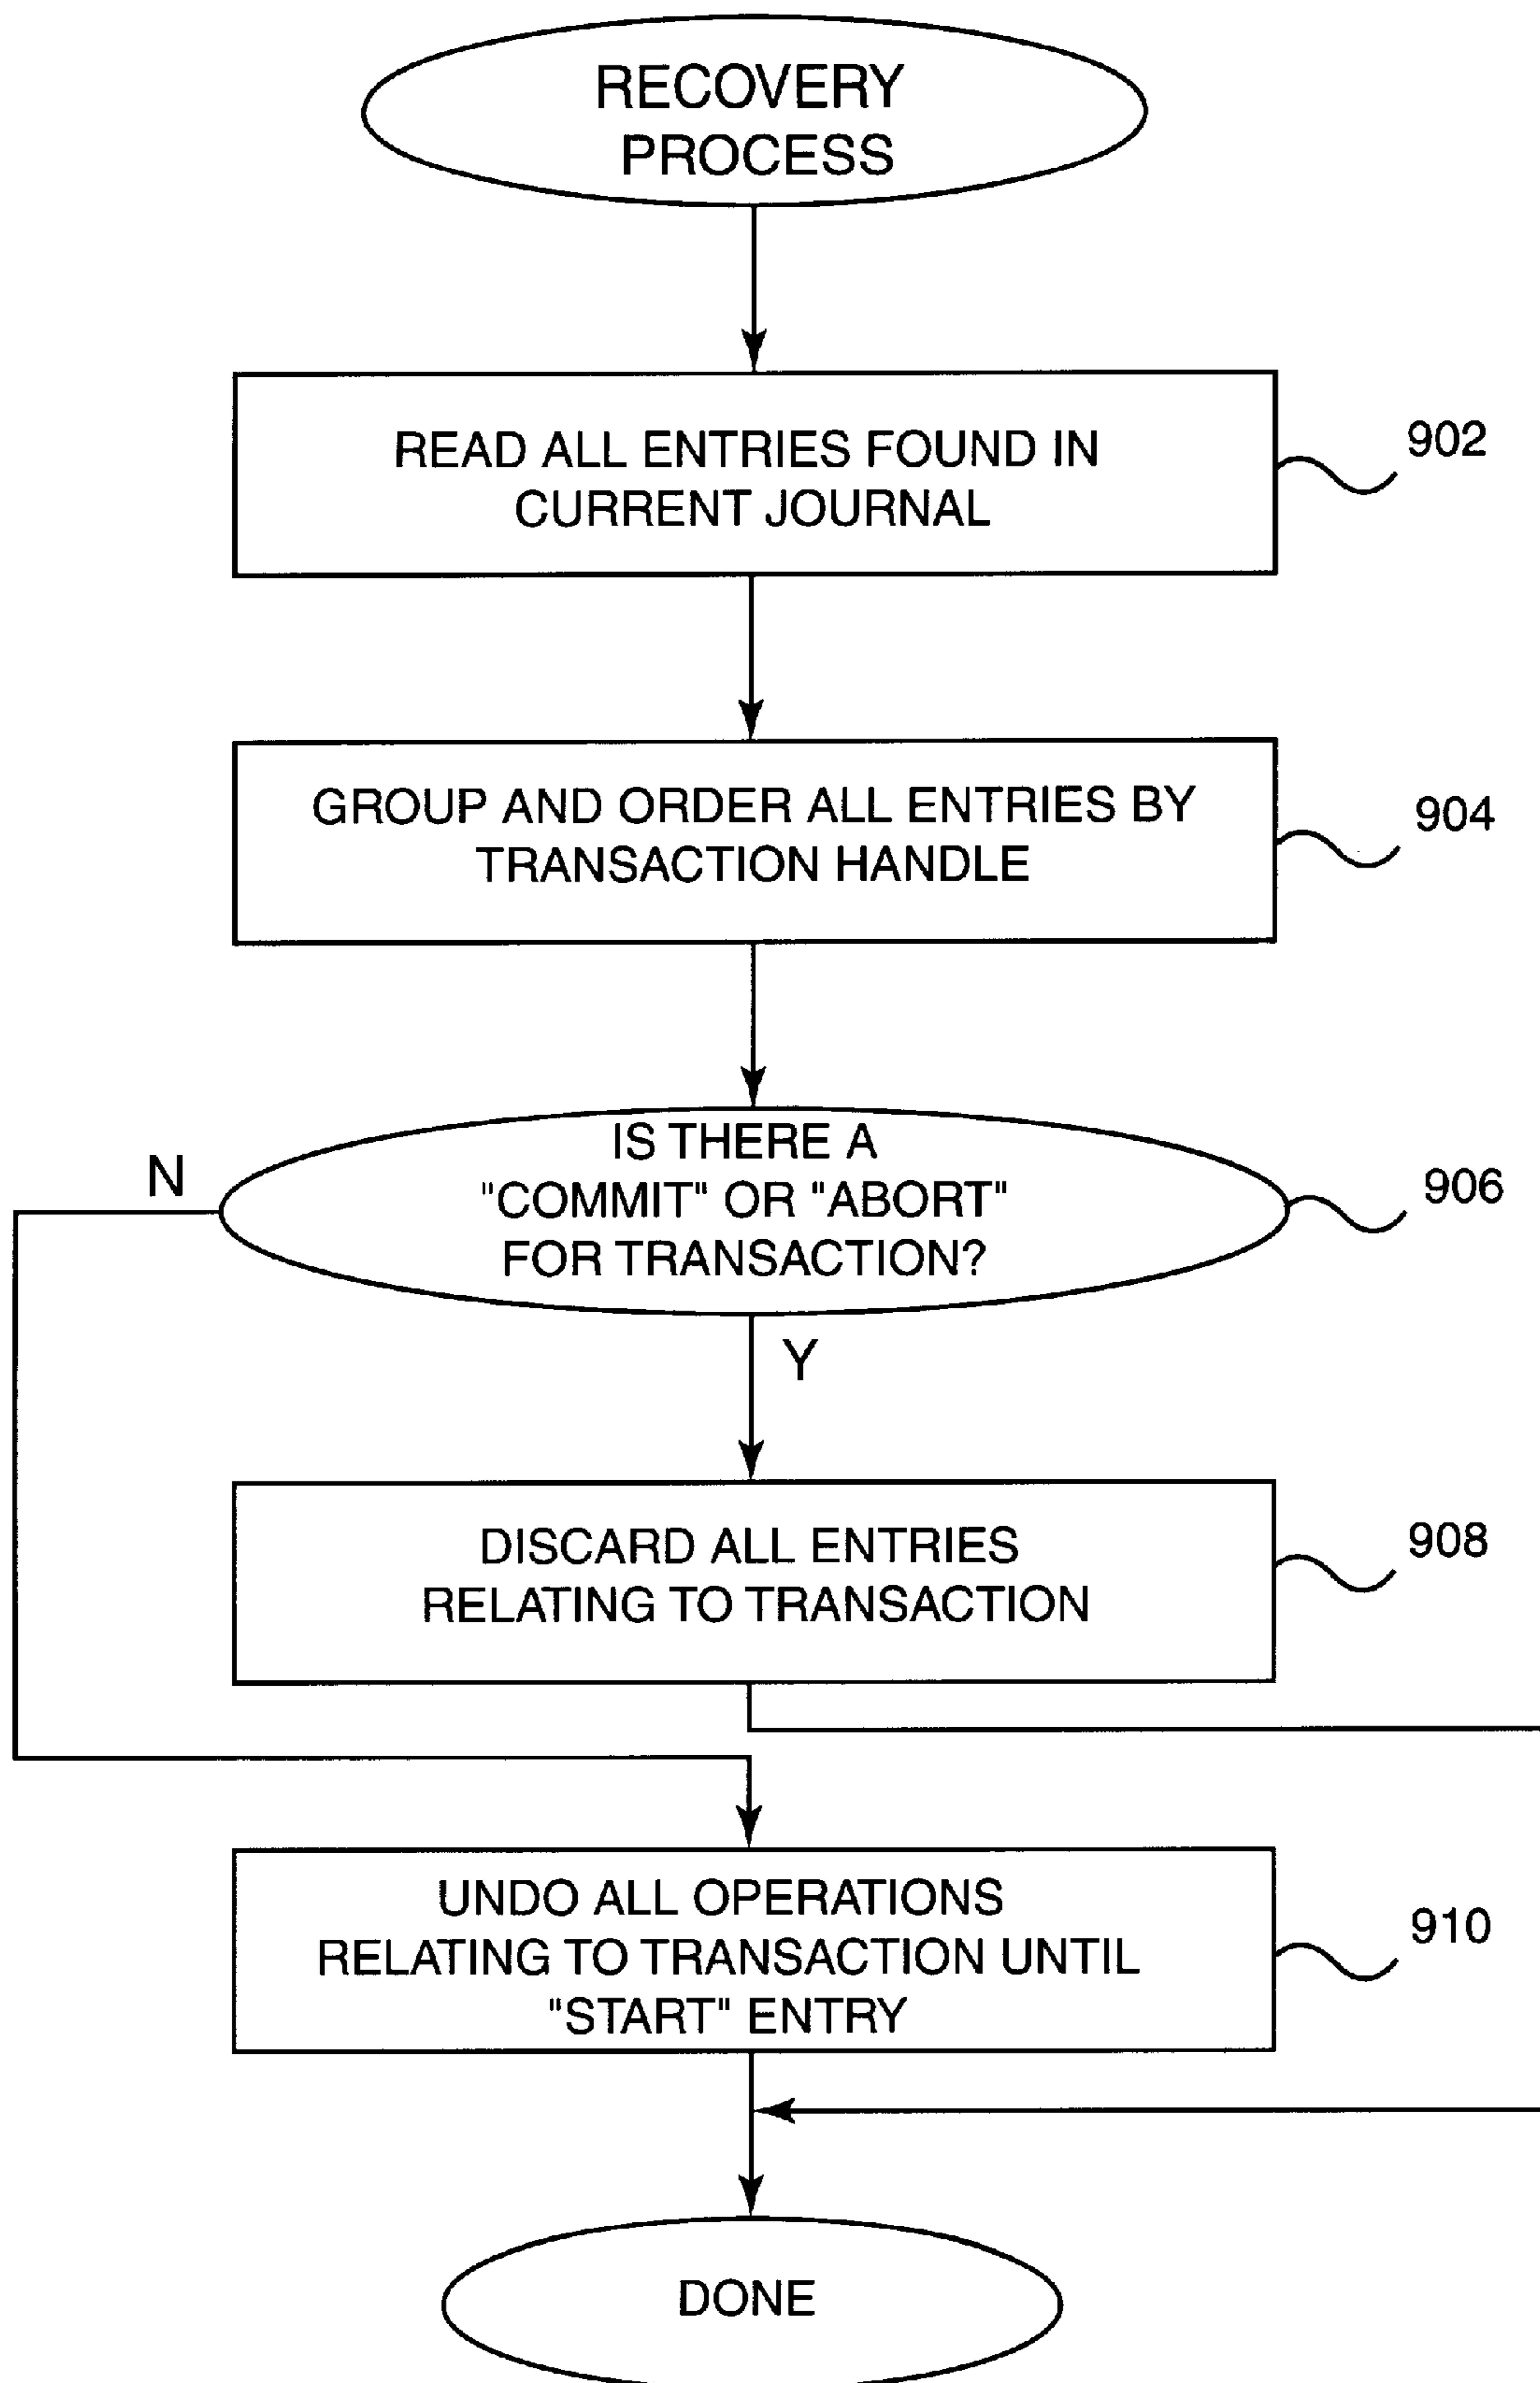 RECOVERY
PROCESS
READ ALL ENTRIES FOUND IN
CURRENT JOURNAL
902
GROUP AND ORDER ALL ENTRIES BY
TRANSACTION HANDLE
904
IS THERE A
"COMMIT" OR "ABORT"
FOR TRANSACTION?
906
N
Y
DISCARD ALL ENTRIES
RELATING TO TRANSACTION
908
UNDO ALL OPERATIONS
RELATING TO TRANSACTION UNTIL
"START" ENTRY
910
DONE